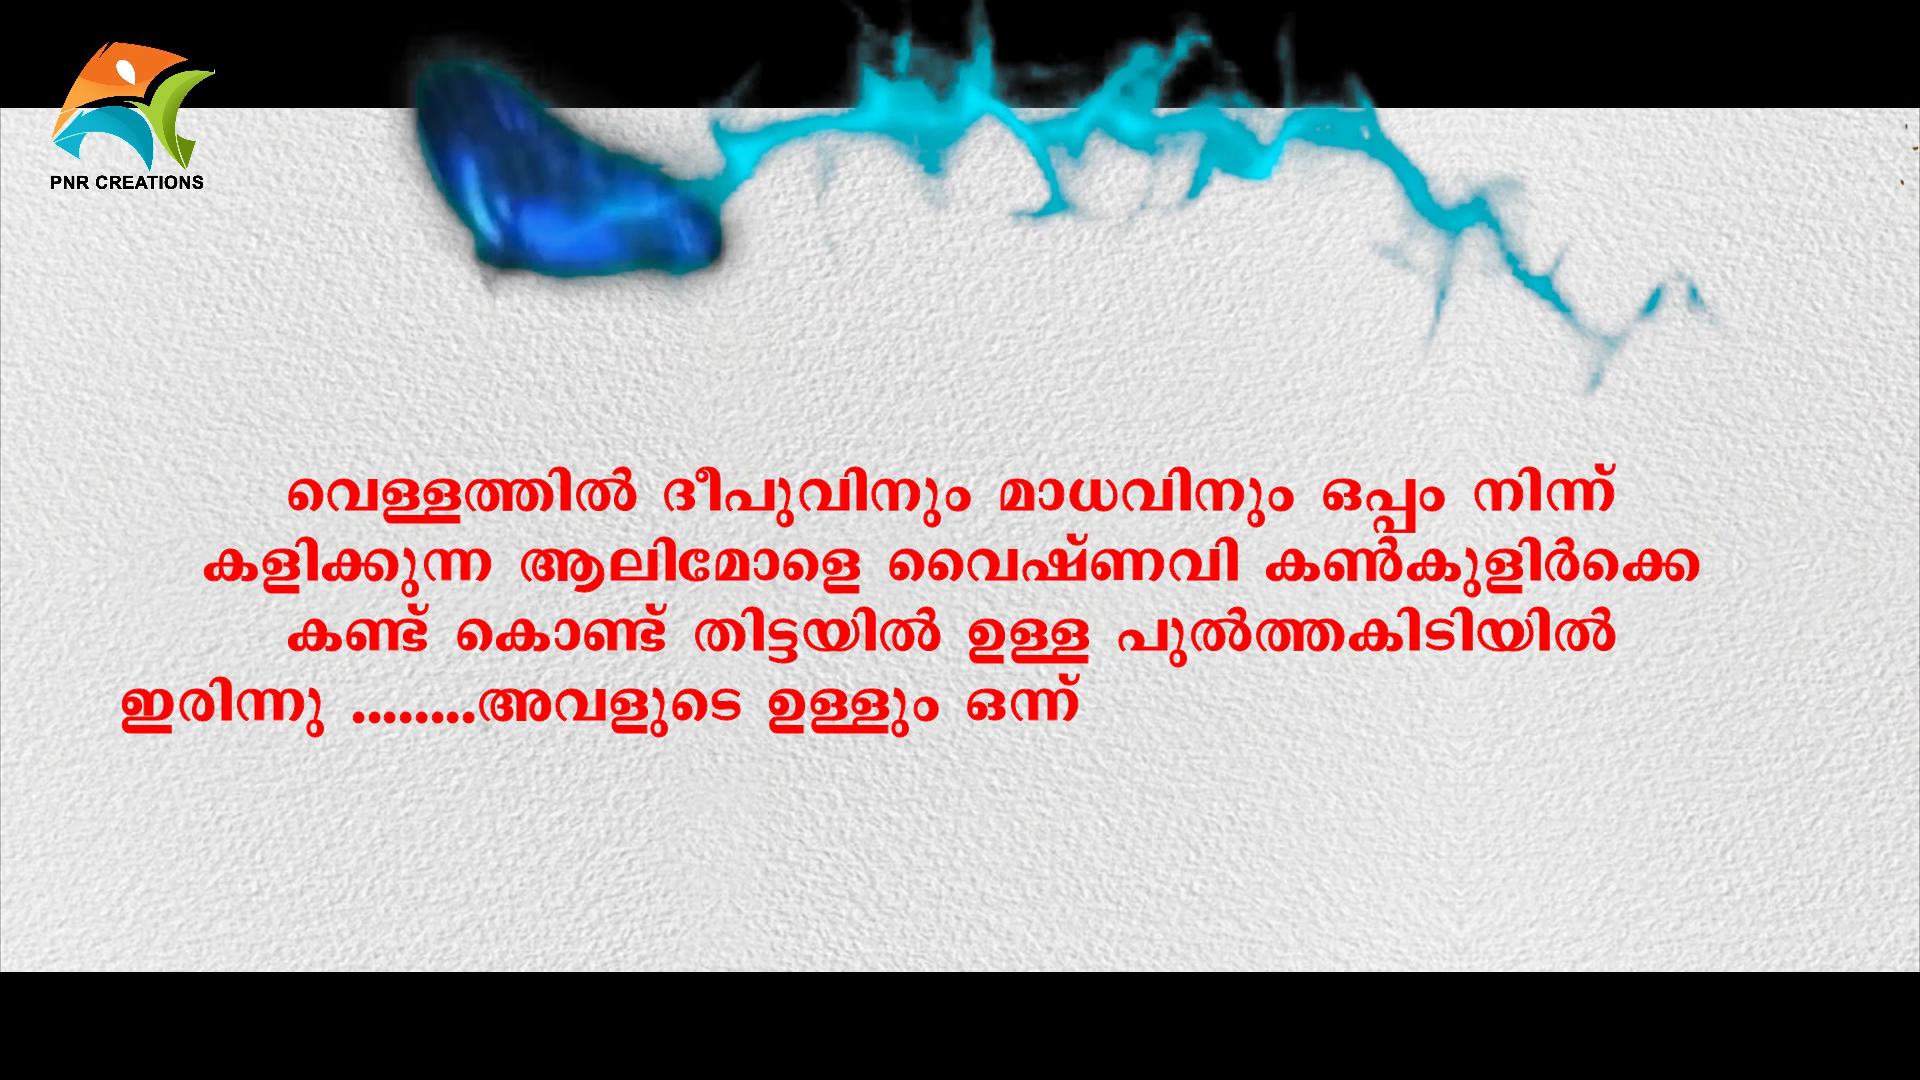 PNR CREATIONS
വെള്ളത്തിൽ ദീപുവിനും മാധവിനും ഒപ്പം നിന്ന്
കളിക്കുന്ന ആലിമോളെ വൈഷ്ണവി കൺകുളിർക്കെ
കണ്ട് കൊണ്ട് തിട്ടയിൽ ഉള്ള പുൽത്തകിടിയിൽ
ഇരിന്നു ........അവളുടെ ഉള്ളും ഒന്ന്